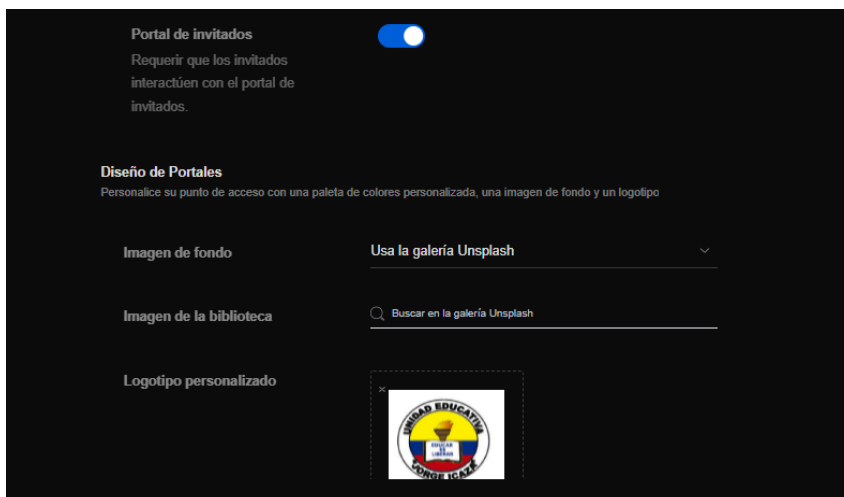 Portal de invitados
Requerir que los invitados
interactúen con el portal de
invitados.
Diseño de Portales
Personalice su punto de acceso con una paleta de colores personalizada, una imagen de fondo y un logotipo
Imagen de fondo
Usa la galería Unsplash
Imagen de la biblioteca
Buscar en la galería Unsplash
Logotipo personalizado
×
UNIDAD EDUCATIVA
EDUCAR
ES
LIBERAR
JORGE ICAZA